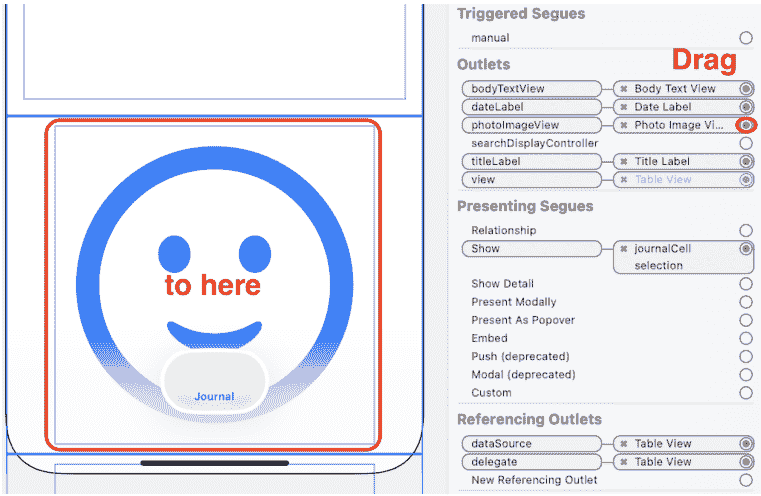 Triggered Segues
manual
Outlets
Drag
bodyTextView Body Text View
dateLabel Date Label
photoImageView Photo Image Vi...
searchDisplayController
titleLabel Title Label
view Table View
Presenting Segues
Relationship
Show journalCell
selection
Show Detail
Present Modally
Present As Popover
Embed
Push (deprecated)
Modal (deprecated)
Custom
Referencing Outlets
dataSource Table View
delegate Table View
New Referencing Outlet
to here
Journal